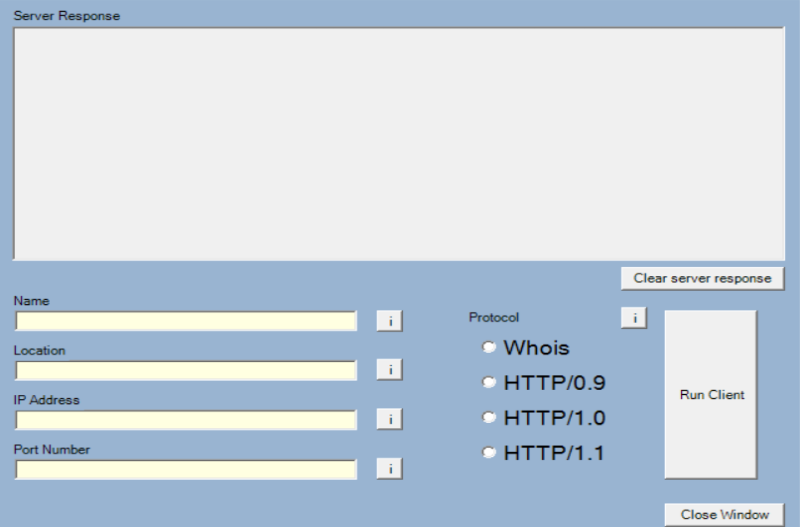 Server Response
Clear server response
Name
i
Protocol
i
Whois
Location
i
HTTP/0.9
Run Client
IP Address
i
HTTP/1.0
Port Number
i
HTTP/1.1
Close Window